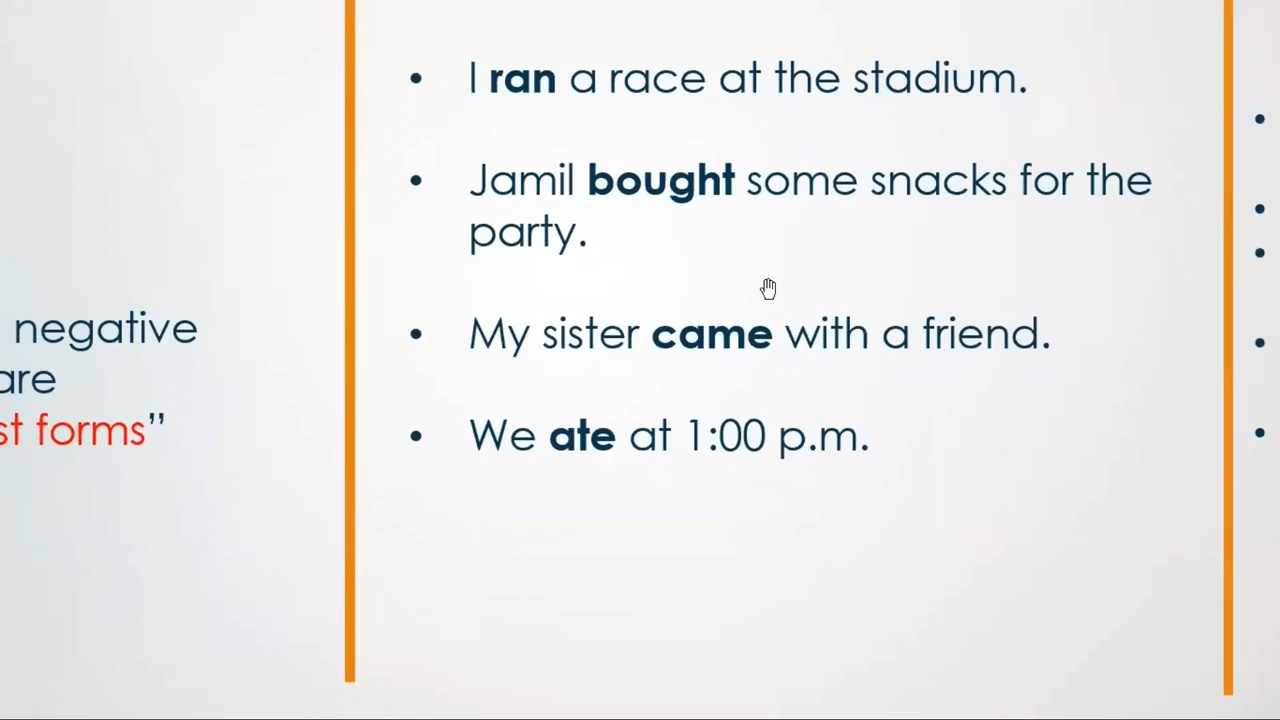 negative
are
st forms”
• I ran a race at the stadium.
• Jamil bought some snacks for the
party.
• My sister came with a friend.
• We ate at 1:00 p.m.